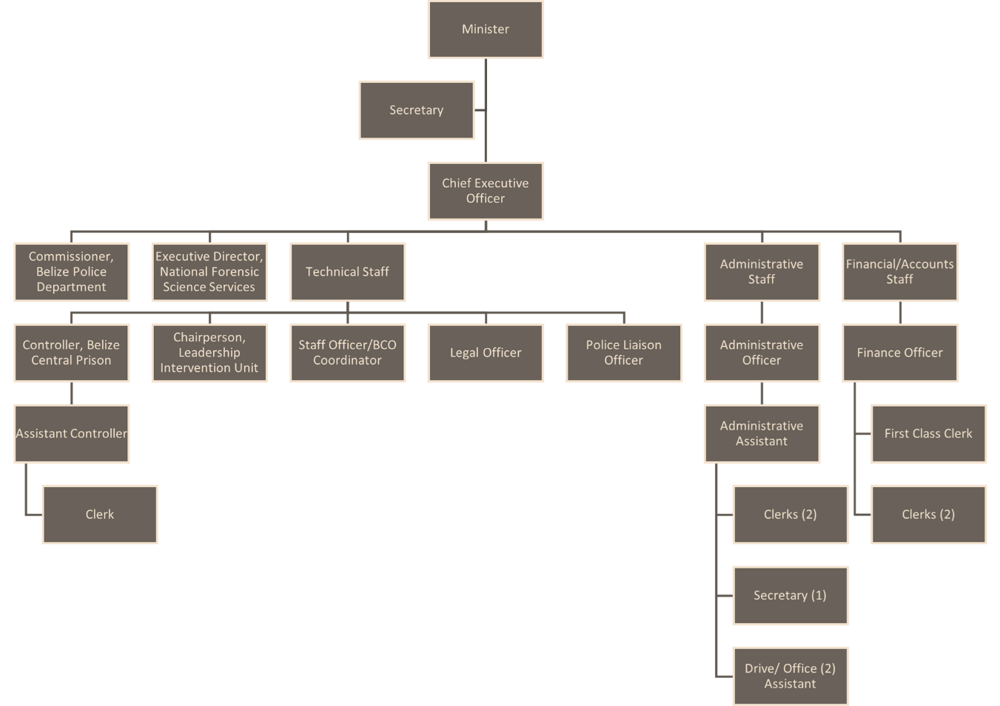 Minister
Secretary
Chief Executive
Officer
Commissioner,
Belize Police
Department
Executive Director,
National Forensic
Science Services
Technical Staff
Administrative
Staff
Financial/Accounts
Staff
Controller, Belize
Central Prison
Chairperson,
Leadership
Intervention Unit
Staff Officer/BCO
Coordinator
Legal Officer
Police Liaison
Officer
Administrative
Officer
Finance Officer
Assistant Controller
Administrative
Assistant
First Class Clerk
Clerk
Clerks (2)
Clerks (2)
Secretary (1)
Drive/ Office (2)
Assistant